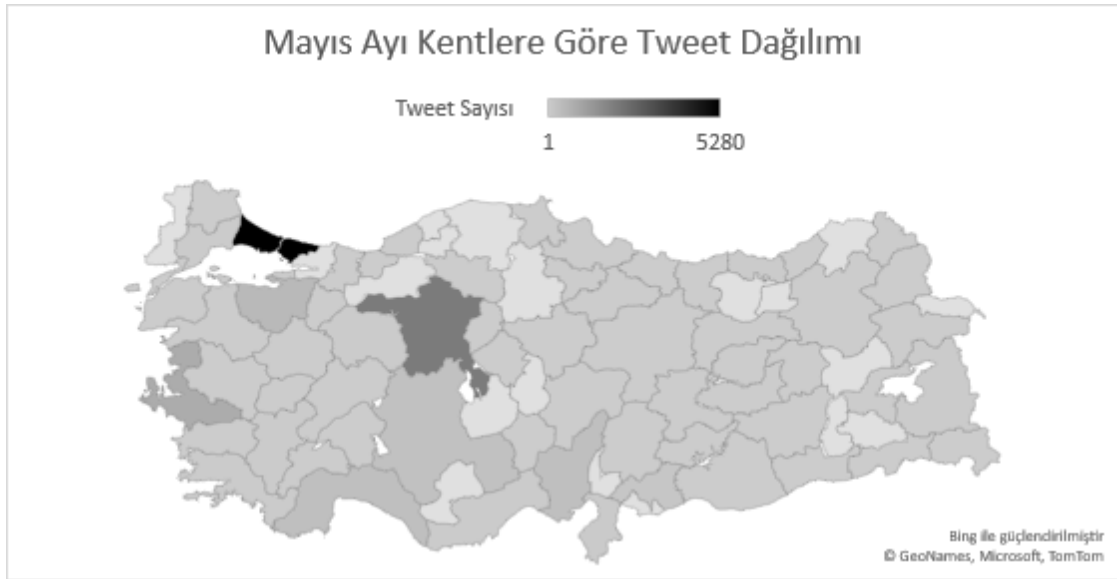 Mayıs Ayı Kentlere Göre Tweet Dağılımı
Tweet Sayısı
1 5280
Bing ile güçlendirilmiştir
© GeoNames, Microsoft, TomTom